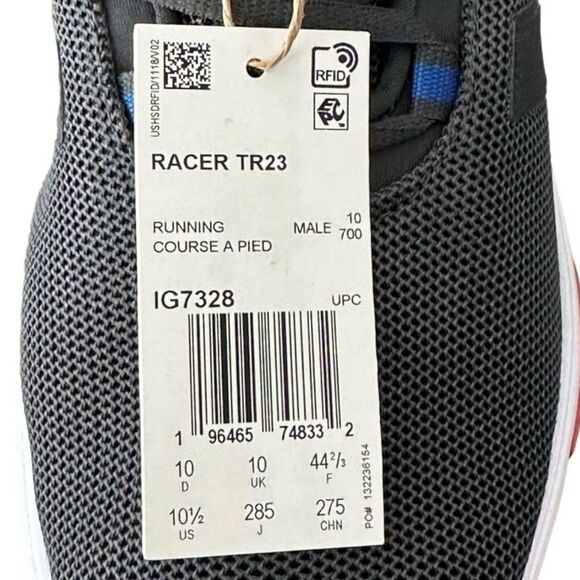 USHSDRFID/1118/V02
RFID
EPC
RACER TR23
RUNNING MALE 10
COURSE A PIED 700
IG7328 UPC
1 96465 74833 2
10 10 44 2/3
D UK F
10½ 285 275
US J CHN
PO# 132236154